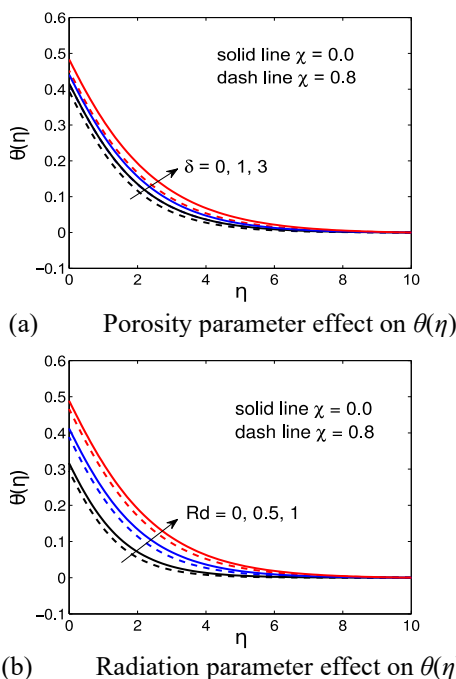 0.6
0.5
0.4
0.3
0.2
0.1
0
−0.1
θ(η)
solid line χ = 0.0
dash line χ = 0.8
δ = 0, 1, 3
0 2 4 6 8 10
η
(a) Porosity parameter effect on θ(η)
0.6
0.5
0.4
0.3
0.2
0.1
0
−0.1
θ(η)
solid line χ = 0.0
dash line χ = 0.8
Rd = 0, 0.5, 1
0 2 4 6 8 10
η
(b) Radiation parameter effect on θ(η